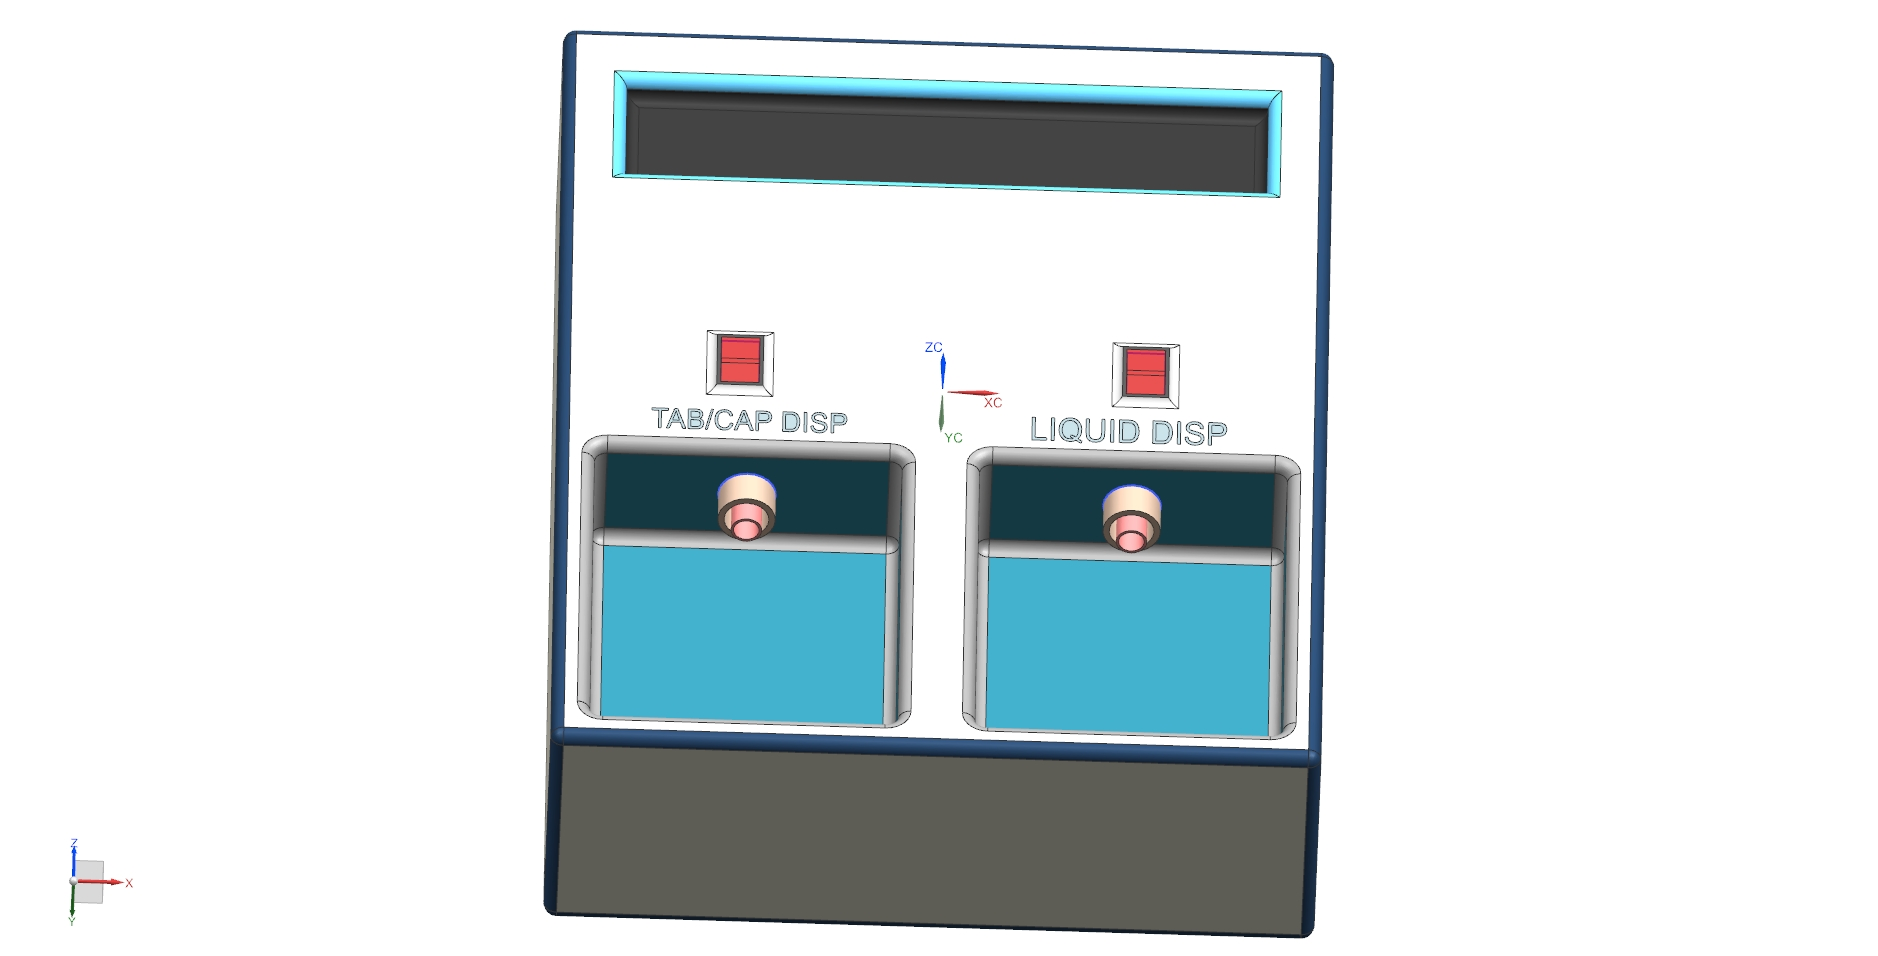 ZC
XC
YC
TAB/CAP DISP
LIQUID DISP
Z
X
Y